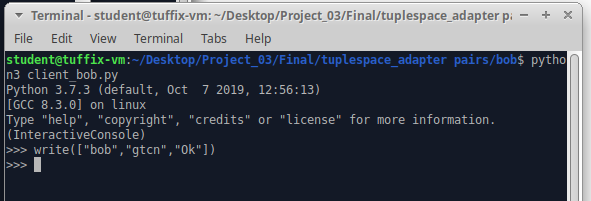 Terminal - student@tuffix-vm: ~/Desktop/Project_03/Final/tuplespace_adapter pa
File Edit View Terminal Tabs Help
student@tuffix-vm:~/Desktop/Project_03/Final/tuplespace_adapter pairs/bob$ pytho
n3 client_bob.py
Python 3.7.3 (default, Oct  7 2019, 12:56:13)
[GCC 8.3.0] on linux
Type "help", "copyright", "credits" or "license" for more information.
(InteractiveConsole)
>>> write(["bob","gtcn","Ok"])
>>>